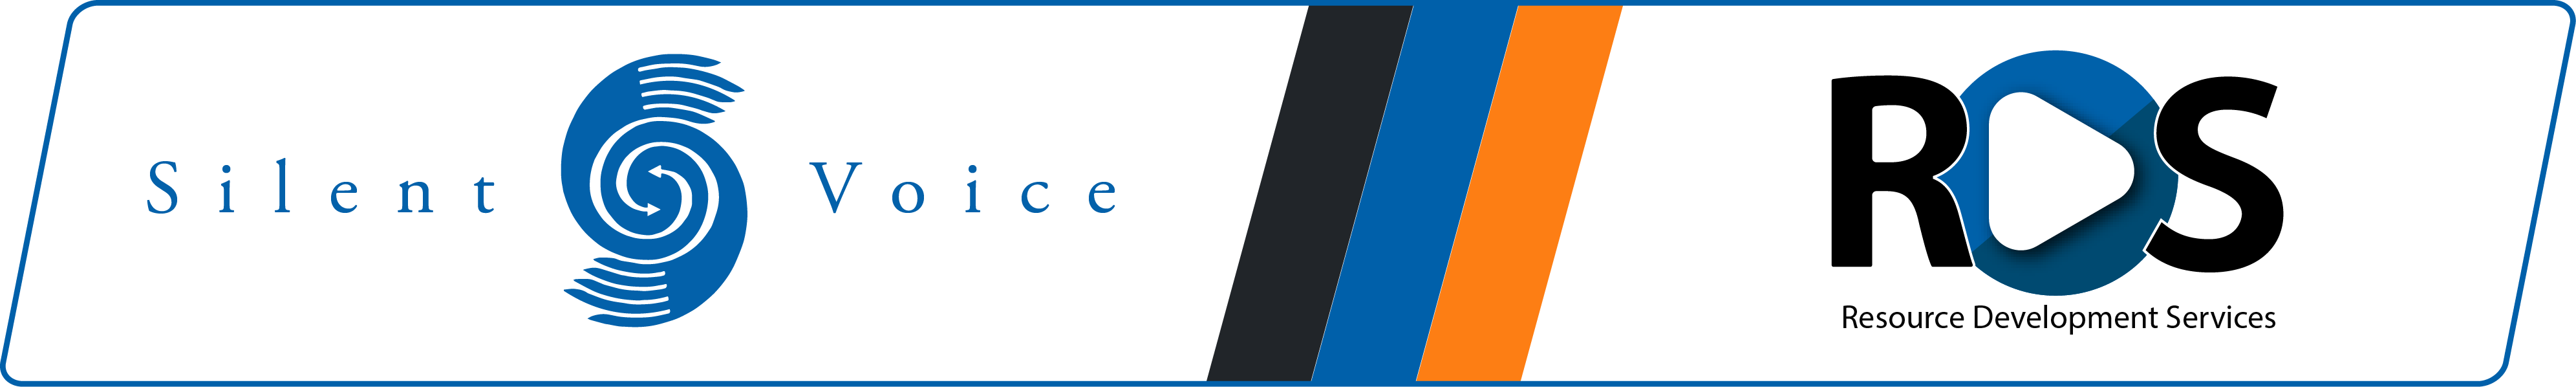 Silent Voice
RDS
Resource Development Services